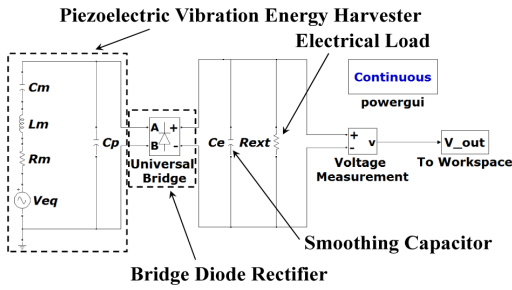 Piezoelectric Vibration Energy Harvester
Electrical Load
Continuous
powergui
Cm
Lm
Rm
Veq
Cp
A +
B -
Universal
Bridge
Ce
Rext
+
-
v
Voltage
Measurement
V_out
To Workspace
Smoothing Capacitor
Bridge Diode Rectifier